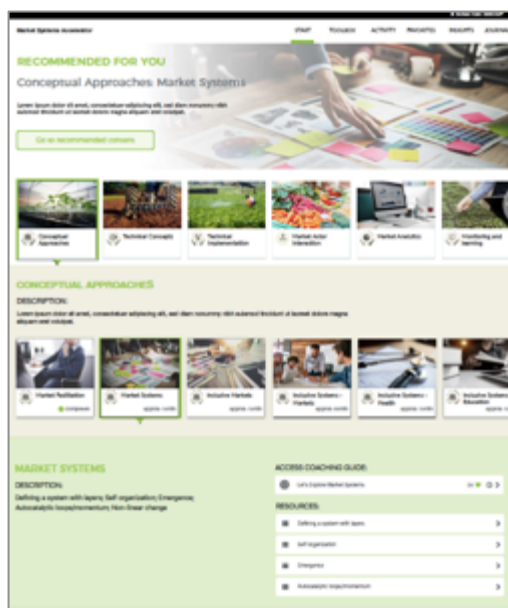 Market Systems Accelerator
START TOOLBOX ACTIVITY FAVORITES INSIGHTS JOURNAL
RECOMMENDED FOR YOU
Conceptual Approaches: Market Systems
Lorem ipsum dolor sit amet, consectetuer adipiscing elit, sed diam nonummy nibh
euismod tincidunt ut laoreet dolore magna aliquam erat volutpat.
Go to recommended content
Conceptual Approaches
Technical Concepts
Technical Implementation
Market Actor Interaction
Market Analytics
Monitoring and learning
CONCEPTUAL APPROACHES
DESCRIPTION:
Lorem ipsum dolor sit amet, consectetuer adipiscing elit, sed diam nonummy nibh euismod tincidunt ut laoreet dolore magna
aliquam erat volutpat.
Market Facilitation
Market Systems
Inclusive Markets
Inclusive Systems - Markets
Inclusive Systems - Health
Inclusive Systems - Education
MARKET SYSTEMS
DESCRIPTION:
Defining a system with layers; Self organization; Emergence;
Autocatalytic loops/momentum; Non-linear change
ACCESS COACHING GUIDE:
Let's Explore Market Systems
RESOURCES:
Defining a system with layers
Self organization
Emergence
Autocatalytic loops/momentum